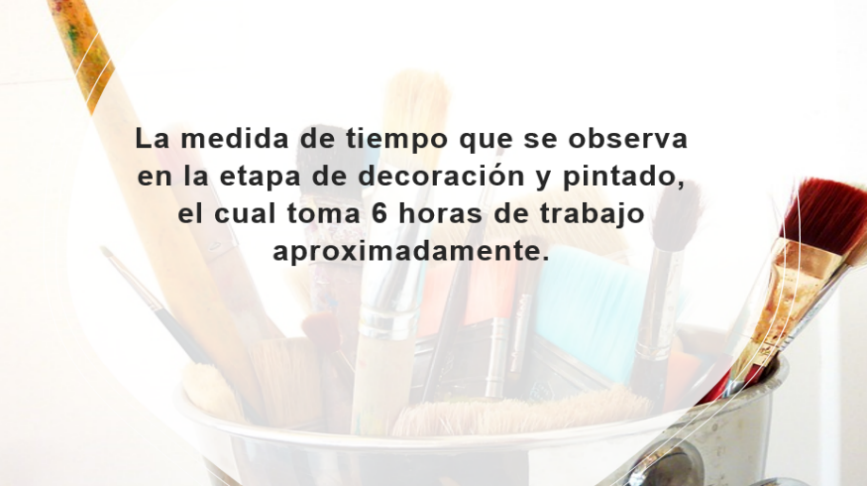 La medida de tiempo que se observa
en la etapa de decoración y pintado,
el cual toma 6 horas de trabajo
aproximadamente.